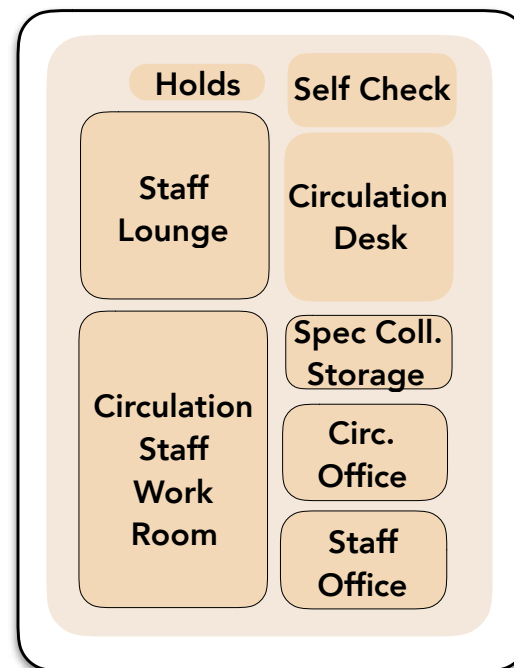 Holds
Self Check
Staff
Lounge
Circulation
Desk
Spec Coll.
Storage
Circulation
Staff
Work
Room
Circ.
Office
Staff
Office